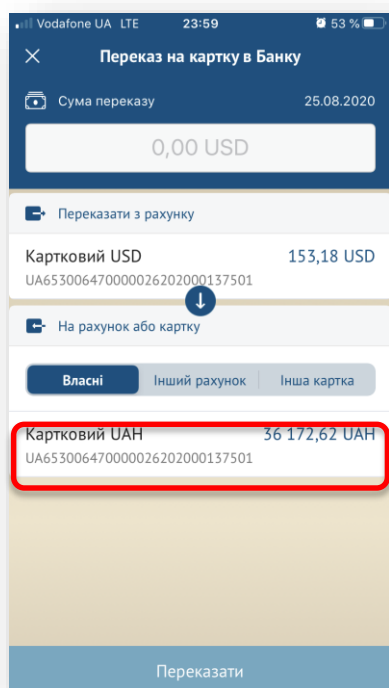 Vodafone UA LTE 23:59 53 %
Переказ на картку в Банку
Сума переказу 25.08.2020
0,00 USD
Переказати з рахунку
Картковий USD 153,18 USD
UA653006470000026202000137501
На рахунок або картку
Власні Інший рахунок Інша картка
Картковий UAH 36 172,62 UAH
UA653006470000026202000137501
Переказати